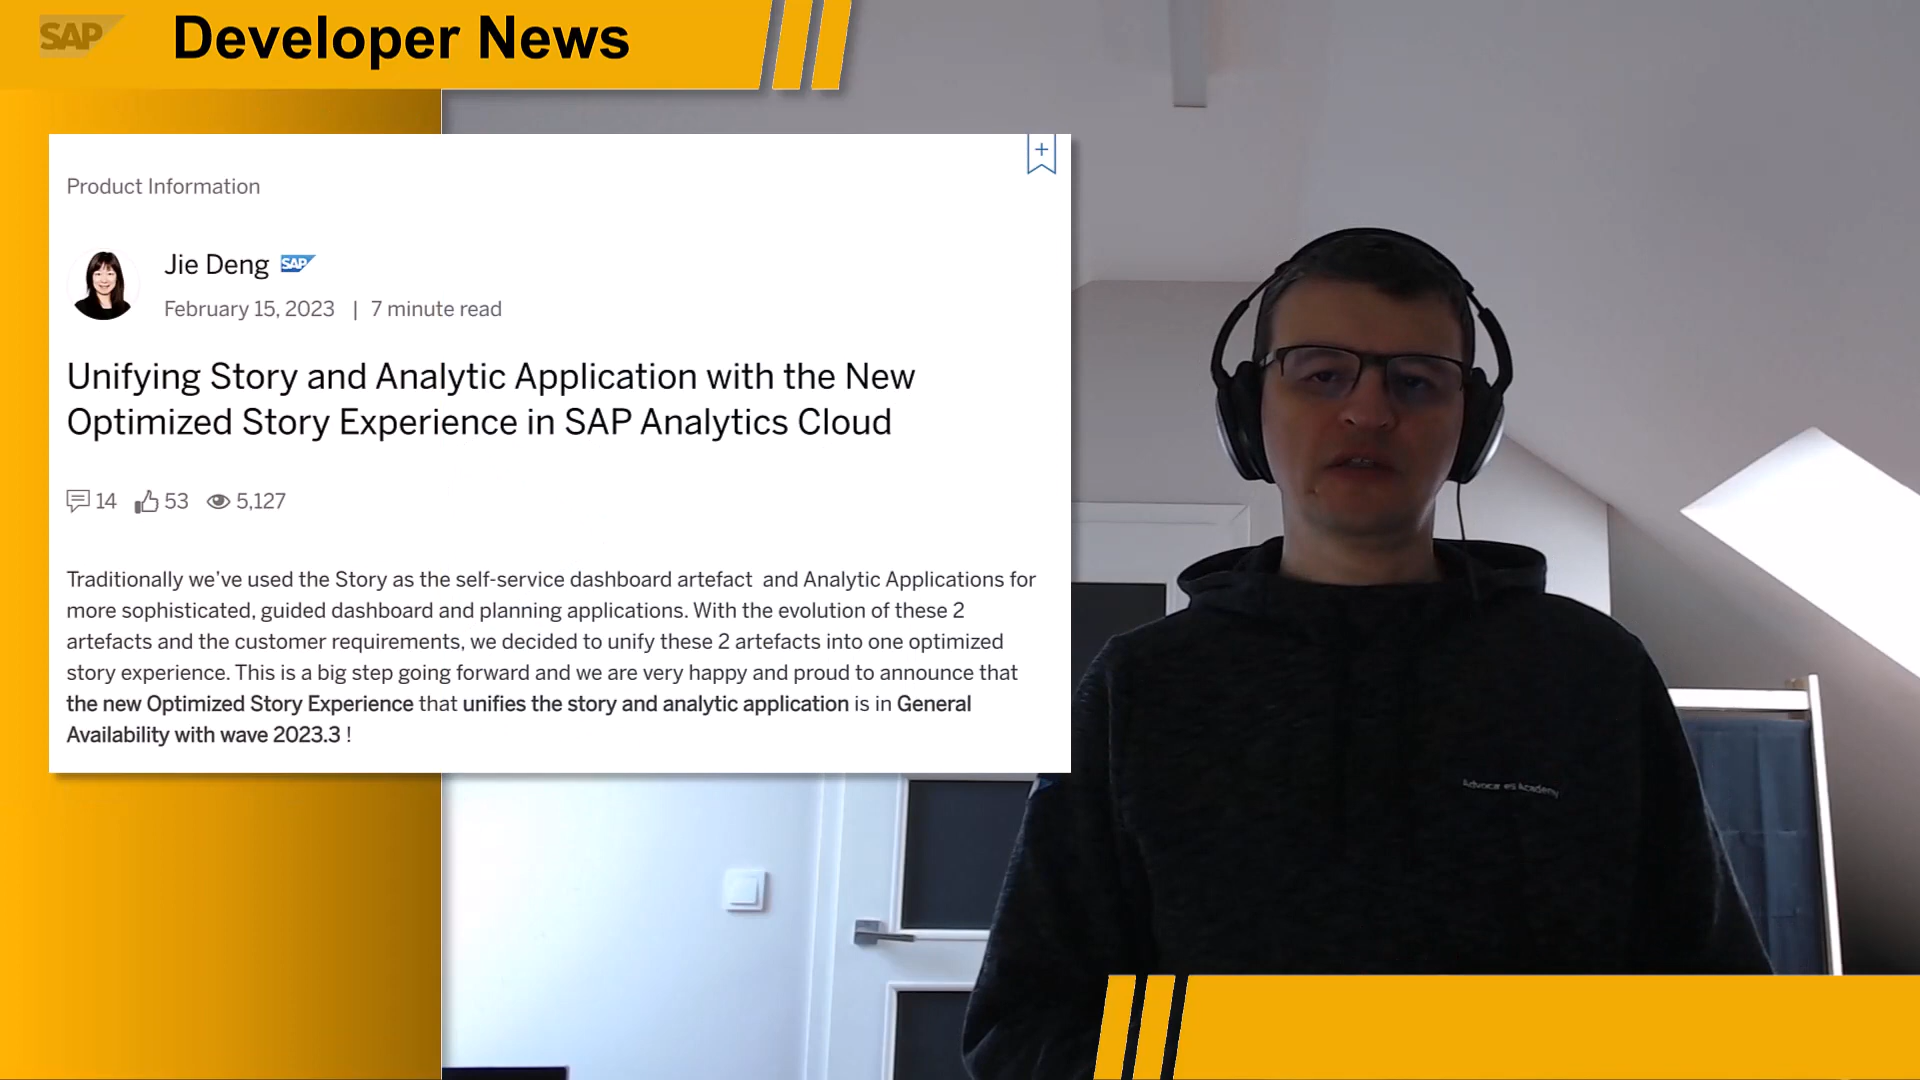 SAP
Developer News
Product Information
Jie Deng SAP
February 15, 2023 | 7 minute read
Unifying Story and Analytic Application with the New
Optimized Story Experience in SAP Analytics Cloud
14 53 5,127
Traditionally we've used the Story as the self-service dashboard artefact and Analytic Applications for
more sophisticated, guided dashboard and planning applications. With the evolution of these 2
artefacts and the customer requirements, we decided to unify these 2 artefacts into one optimized
story experience. This is a big step going forward and we are very happy and proud to announce that
the new Optimized Story Experience that unifies the story and analytic application is in General
Availability with wave 2023.3 !
Advocates Academy